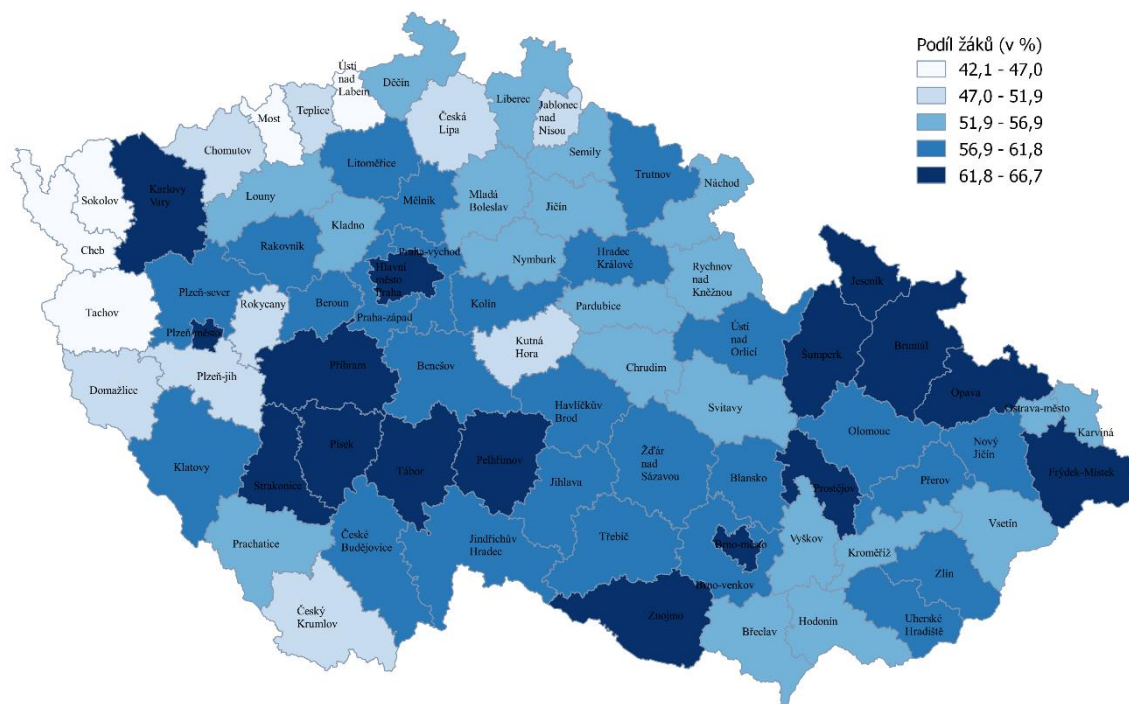 Podíl žáků (v %)
42,1 - 47,0
47,0 - 51,9
51,9 - 56,9
56,9 - 61,8
61,8 - 66,7
Děčín
Ústí
nad
Labem
Teplice
Most
Chomutov
Česká
Lípa
Liberec
Jablonec
nad
Nisou
Semily
Litoměřice
Trutnov
Náchod
Sokolov
Karlovy
Vary
Louny
Mělník
Mladá
Boleslav
Jičín
Cheb
Kladno
Rakovník
Praha-východ
Hlavní
město
Praha
Nymburk
Hradec
Králové
Rychnov
nad
Kněžnou
Tachov
Plzeň-sever
Rokycany
Beroun
Praha-západ
Kolín
Pardubice
Jeseník
Plzeň-město
Kutná
Hora
Ústí
nad
Orlicí
Šumperk
Bruntál
Domažlice
Plzeň-jih
Příbram
Benešov
Chrudim
Svitavy
Opava
Ostrava-město
Karviná
Klatovy
Strakonice
Písek
Tábor
Pelhřimov
Havlíčkův
Brod
Žďár
nad
Sázavou
Jihlava
Blansko
Olomouc
Prostějov
Přerov
Nový
Jičín
Frýdek-Místek
Prachatice
České
Budějovice
Jindřichův
Hradec
Třebíč
Brno-město
Brno-venkov
Vyškov
Kroměříž
Vsetín
Zlín
Český
Krumlov
Znojmo
Břeclav
Hodonín
Uherské
Hradiště